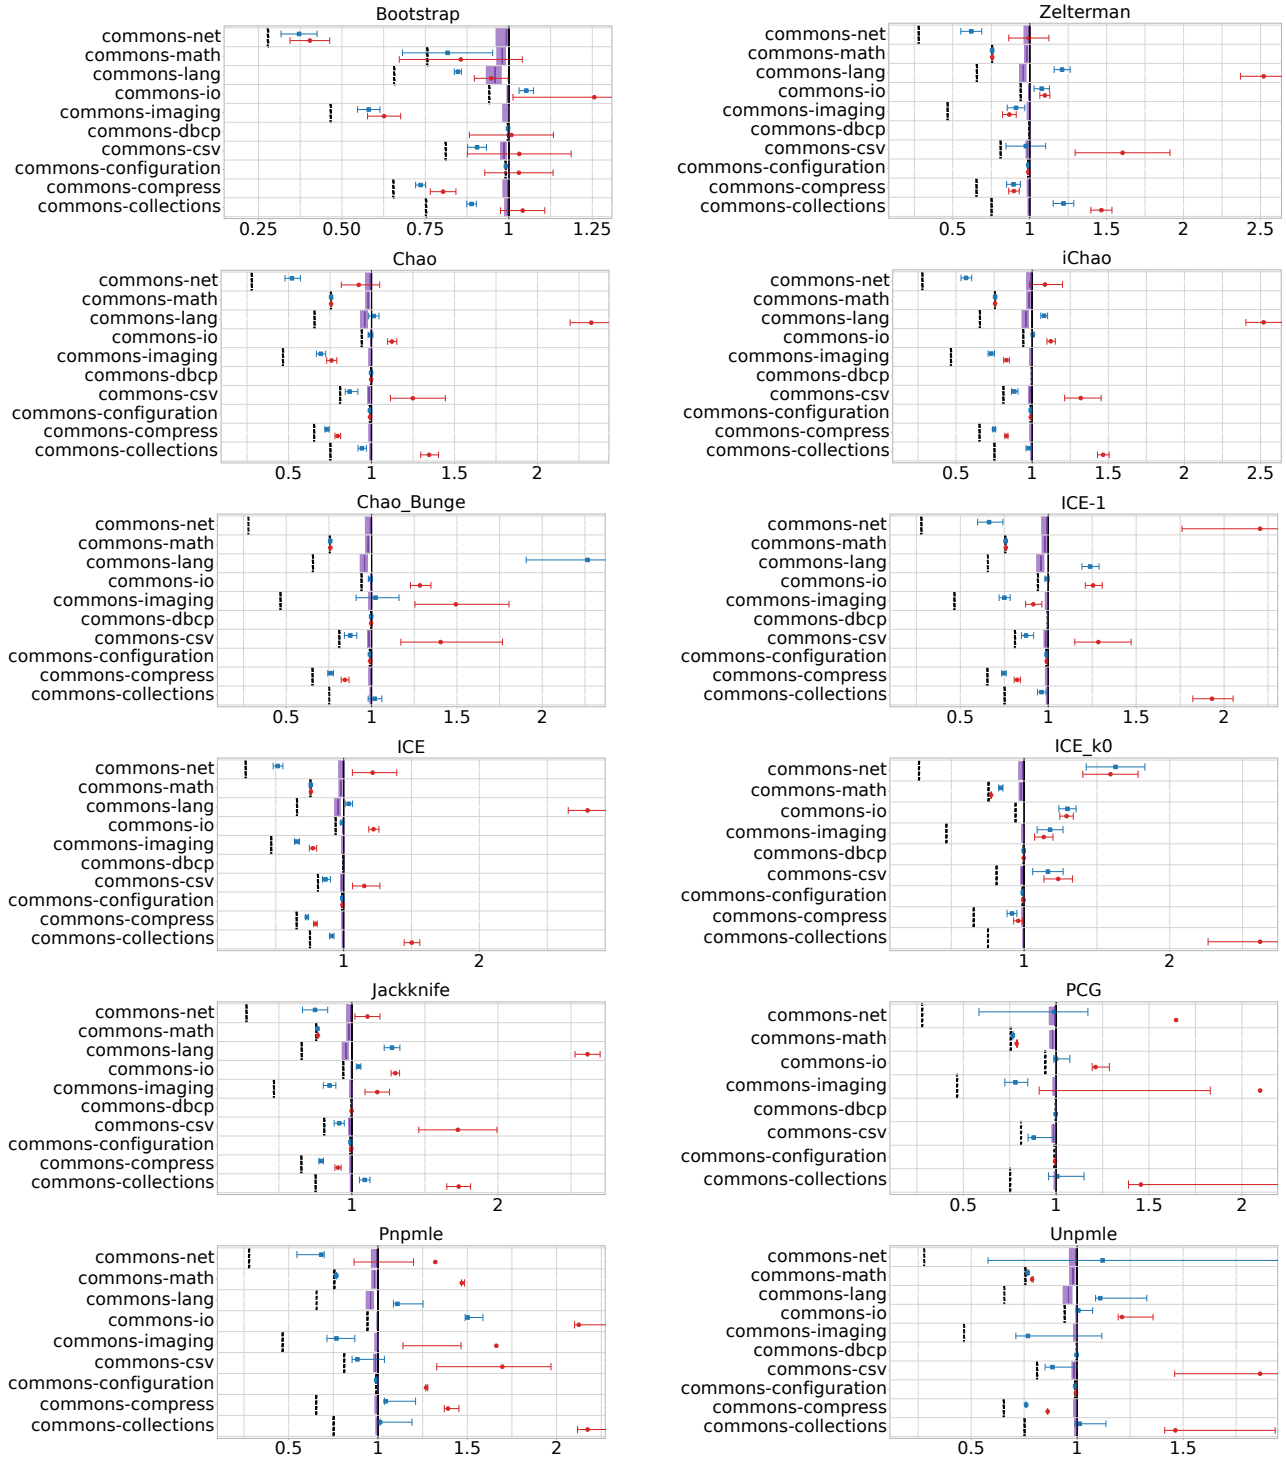 Bootstrap
commons-net
commons-math
commons-lang
commons-io
commons-imaging
commons-dbcp
commons-csv
commons-configuration
commons-compress
commons-collections
0.25 0.50 0.75 1 1.25
Zelterman
commons-net
commons-math
commons-lang
commons-io
commons-imaging
commons-dbcp
commons-csv
commons-configuration
commons-compress
commons-collections
0.5 1 1.5 2 2.5
Chao
commons-net
commons-math
commons-lang
commons-io
commons-imaging
commons-dbcp
commons-csv
commons-configuration
commons-compress
commons-collections
0.5 1 1.5 2
iChao
commons-net
commons-math
commons-lang
commons-io
commons-imaging
commons-dbcp
commons-csv
commons-configuration
commons-compress
commons-collections
0.5 1 1.5 2 2.5
Chao_Bunge
commons-net
commons-math
commons-lang
commons-io
commons-imaging
commons-dbcp
commons-csv
commons-configuration
commons-compress
commons-collections
0.5 1 1.5 2
ICE-1
commons-net
commons-math
commons-lang
commons-io
commons-imaging
commons-dbcp
commons-csv
commons-configuration
commons-compress
commons-collections
0.5 1 1.5 2
ICE
commons-net
commons-math
commons-lang
commons-io
commons-imaging
commons-dbcp
commons-csv
commons-configuration
commons-compress
commons-collections
1 2
ICE_k0
commons-net
commons-math
commons-io
commons-imaging
commons-dbcp
commons-csv
commons-configuration
commons-compress
commons-collections
1 2
Jackknife
commons-net
commons-math
commons-lang
commons-io
commons-imaging
commons-dbcp
commons-csv
commons-configuration
commons-compress
commons-collections
1 2
PCG
commons-net
commons-math
commons-io
commons-imaging
commons-dbcp
commons-csv
commons-configuration
commons-collections
0.5 1 1.5 2
Pnpmle
commons-net
commons-math
commons-lang
commons-io
commons-imaging
commons-csv
commons-configuration
commons-compress
commons-collections
0.5 1 1.5 2
Unpmle
commons-net
commons-math
commons-lang
commons-io
commons-imaging
commons-dbcp
commons-csv
commons-configuration
commons-compress
commons-collections
0.5 1 1.5